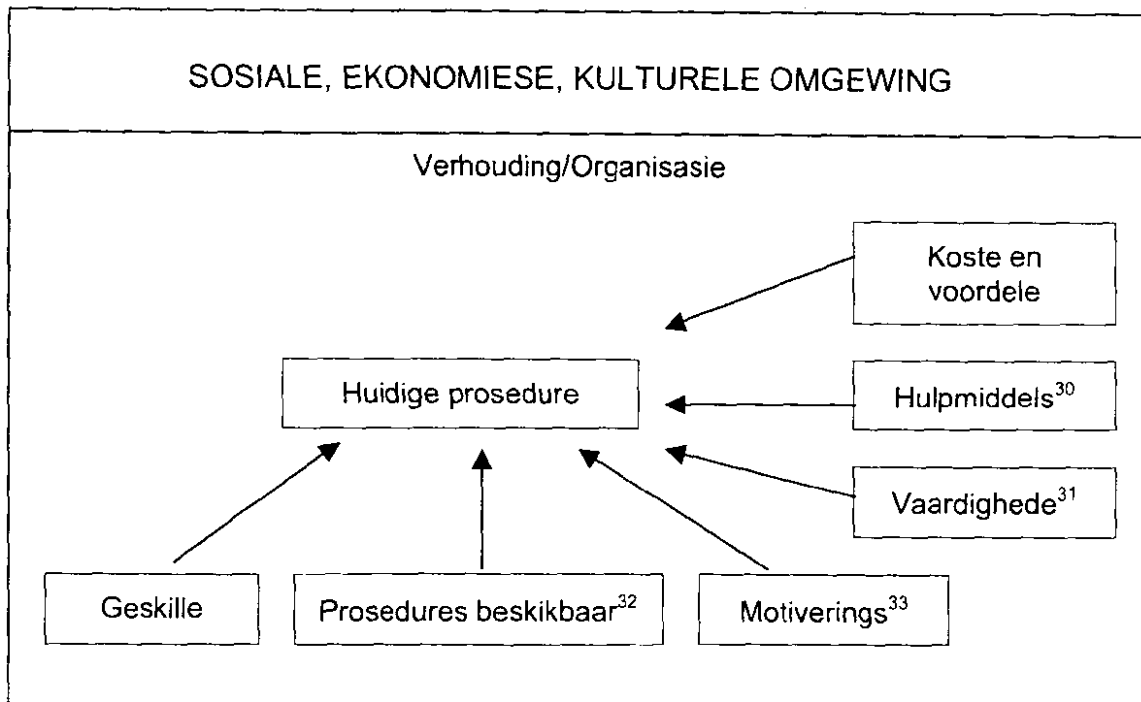 SOSIALE, EKONOMIESE, KULTURELE OMGEWING
Verhouding/Organisasie
Koste en
voordele
Huidige prosedure
Hulpmiddels³⁰
Vaardighede³¹
Geskille
Prosedures beskikbaar³²
Motiverings³³